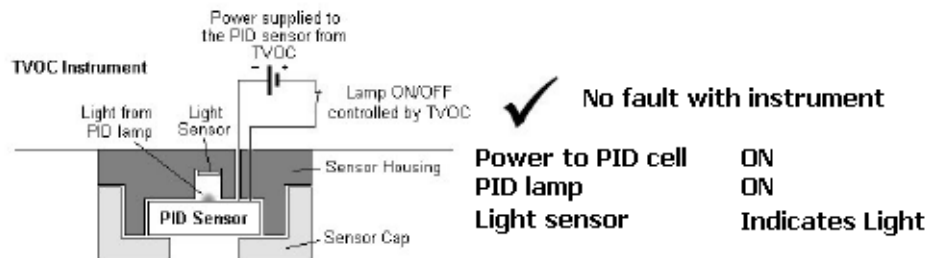 Power supplied to
the PID sensor from
TVOC
- +
TVOC Instrument
Lamp ON/OFF
controlled by TVOC
Light from
PID lamp
Light
Sensor
Sensor Housing
PID Sensor
Sensor Cap
No fault with instrument
Power to PID cell ON
PID lamp ON
Light sensor Indicates Light